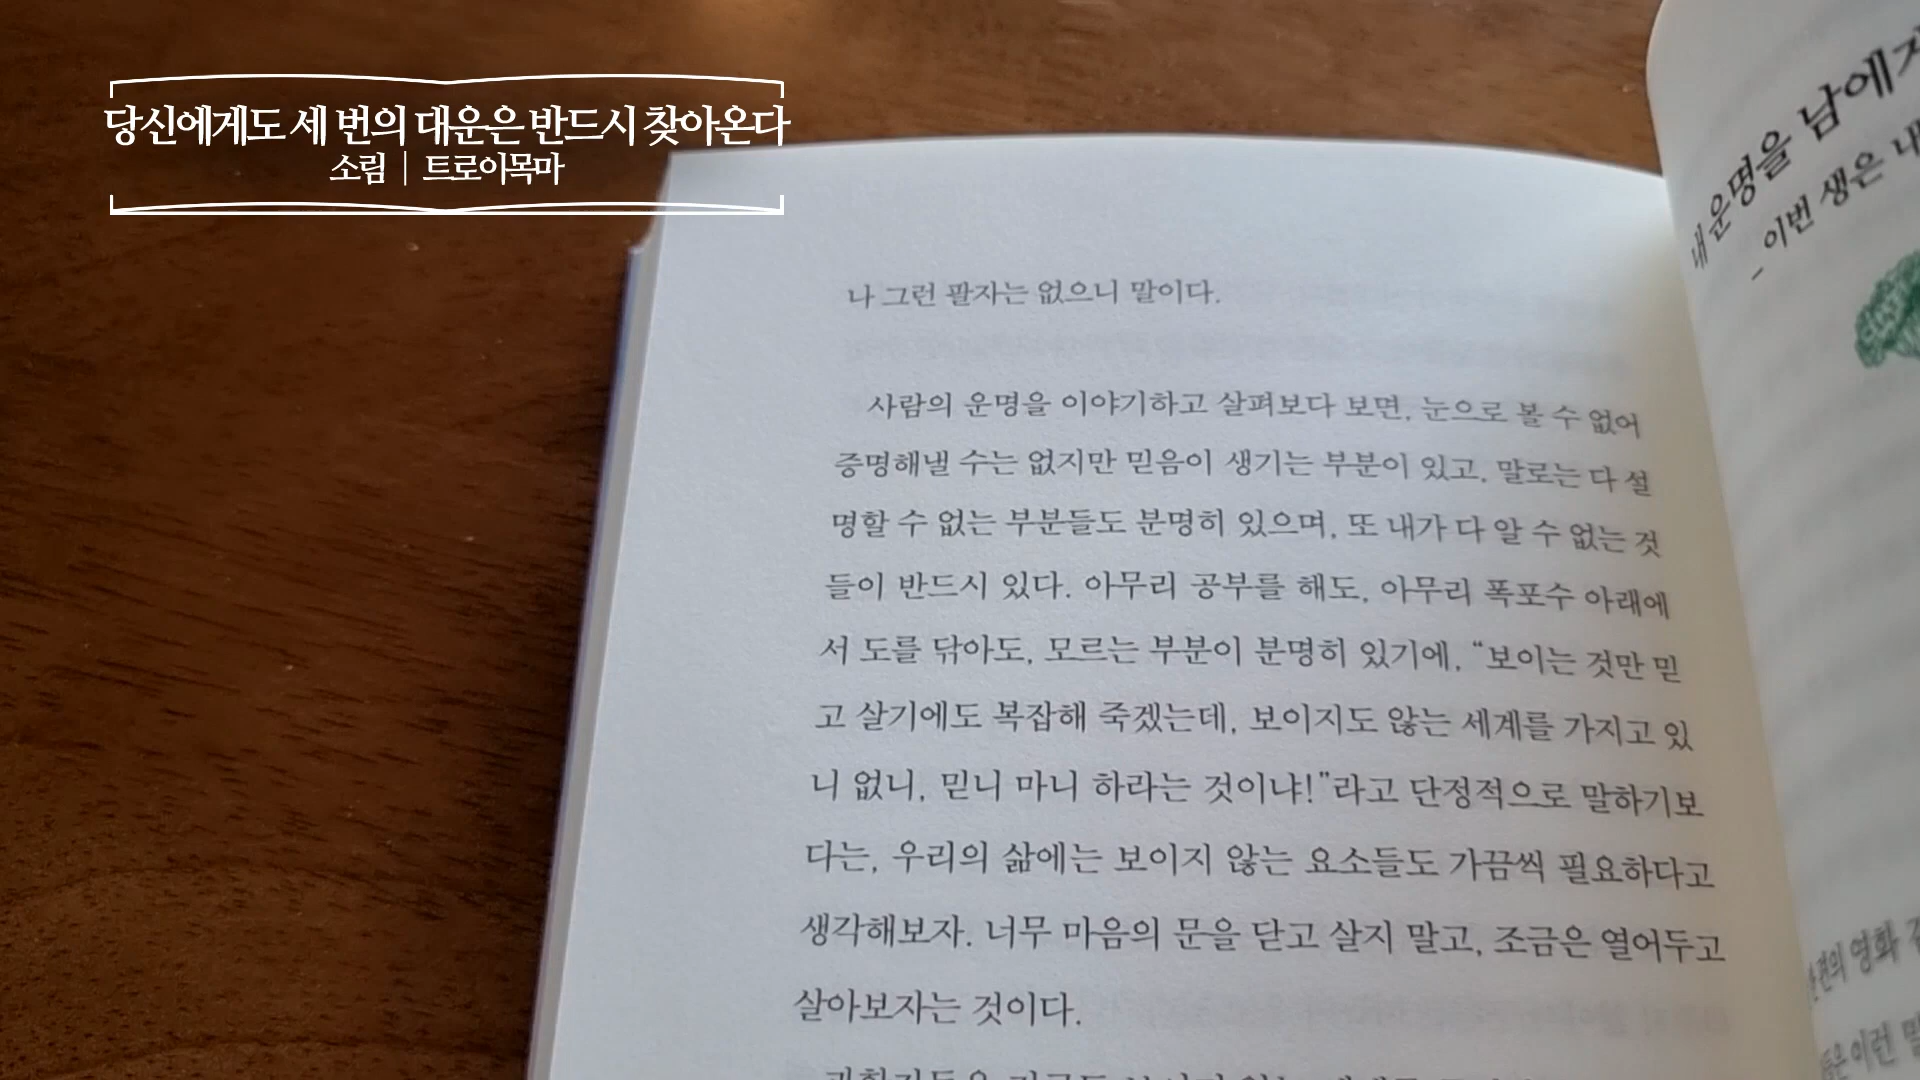 당신에게도 세 번의 대운은 반드시 찾아온다
소림 | 트로이목마
나 그런 팔자는 없으니 말이다.
사람의 운명을 이야기하고 살펴보다 보면, 눈으로 볼 수 없어
증명해낼 수는 없지만 믿음이 생기는 부분이 있고, 말로는 다 설
명할 수 없는 부분들도 분명히 있으며, 또 내가 다 알 수 없는 것
들이 반드시 있다. 아무리 공부를 해도, 아무리 폭포수 아래에
서 도를 닦아도, 모르는 부분이 분명히 있기에, “보이는 것만 믿
고 살기에도 복잡해 죽겠는데, 보이지도 않는 세계를 가지고 있
니 없니, 믿니 마니 하라는 것이냐!”라고 단정적으로 말하기보
다는, 우리의 삶에는 보이지 않는 요소들도 가끔씩 필요하다고
생각해보자. 너무 마음의 문을 닫고 살지 말고, 조금은 열어두고
살아보자는 것이다.
내 운명을 남에게
- 이번 생은 내
편의 영화
이런